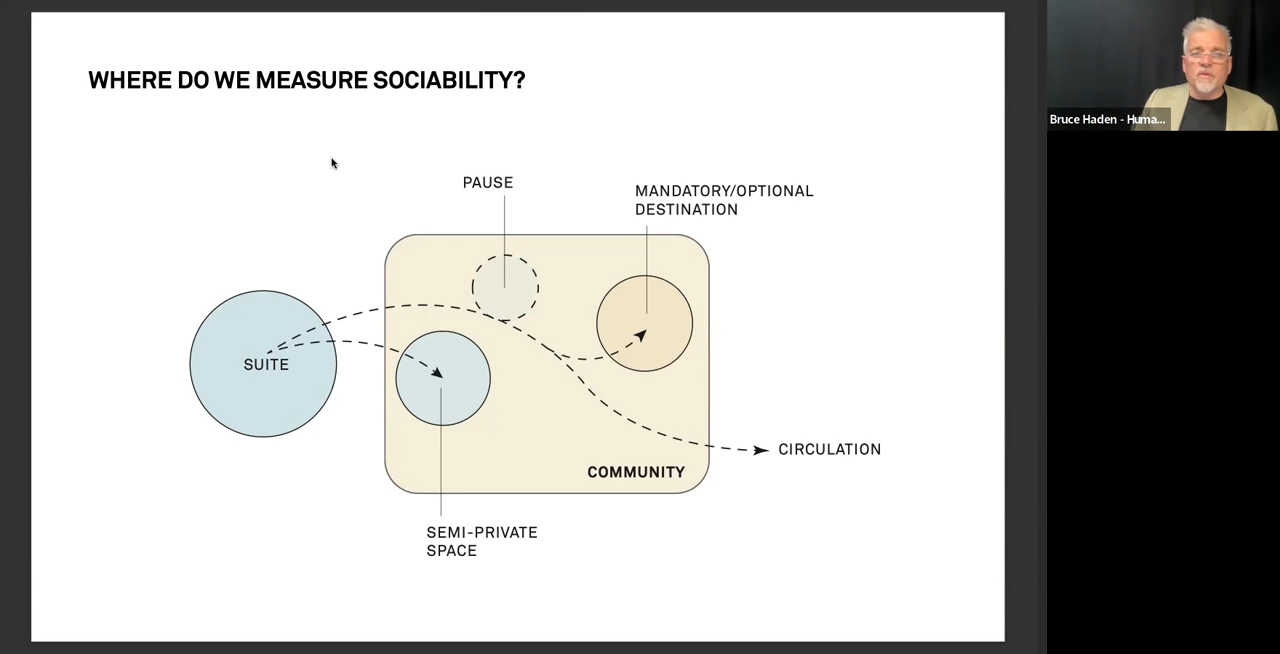 WHERE DO WE MEASURE SOCIABILITY?
PAUSE
MANDATORY/OPTIONAL
DESTINATION
SUITE
CIRCULATION
COMMUNITY
SEMI-PRIVATE
SPACE
Bruce Haden - Huma...